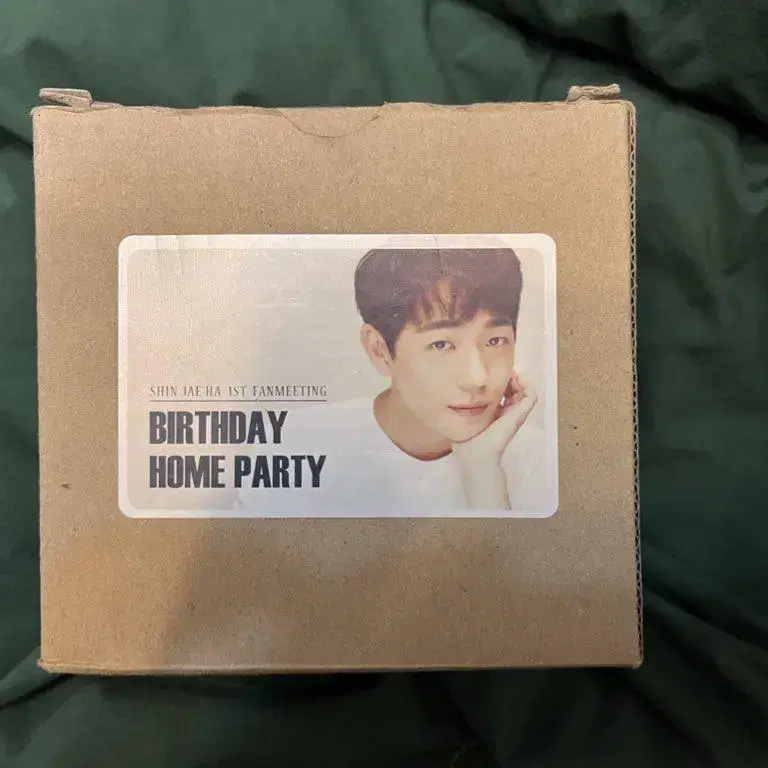 SHIN JAE HA 1ST FANMEETING
BIRTHDAY
HOME PARTY